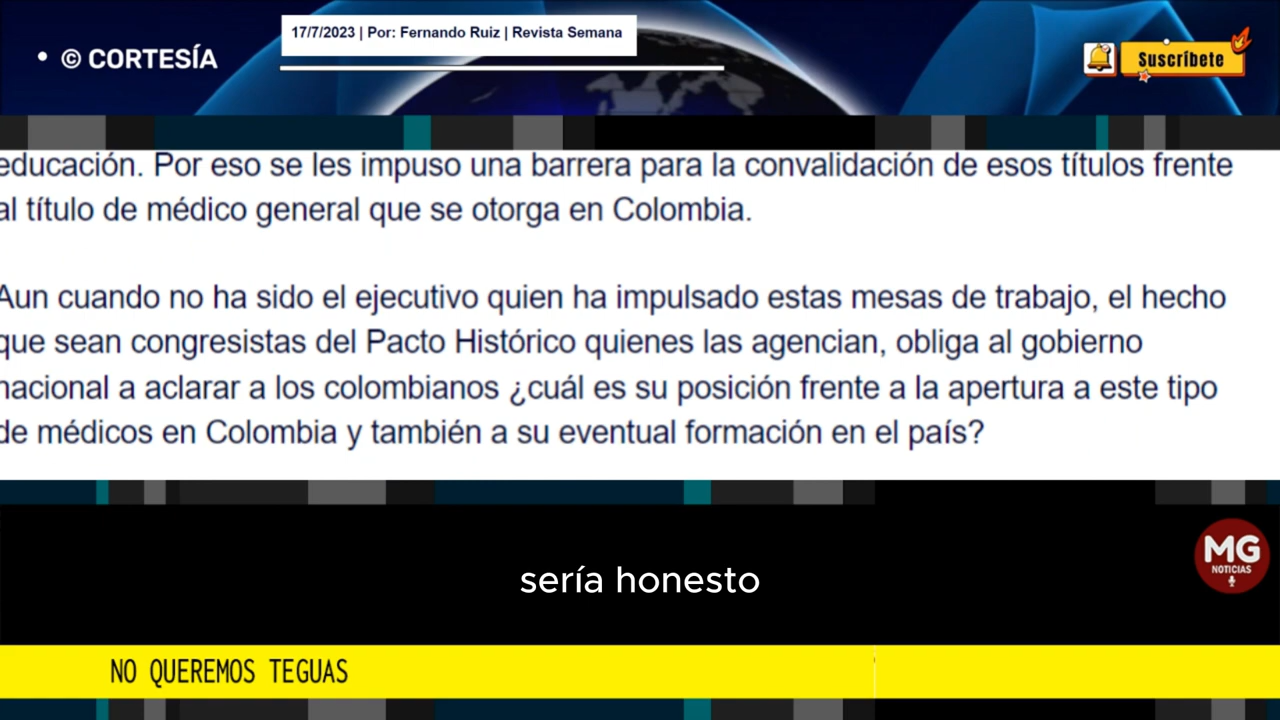 17/7/2023 | Por: Fernando Ruiz | Revista Semana
• © CORTESÍA
Suscríbete
educación. Por eso se les impuso una barrera para la convalidación de esos títulos frente
al título de médico general que se otorga en Colombia.
Aun cuando no ha sido el ejecutivo quien ha impulsado estas mesas de trabajo, el hecho
que sean congresistas del Pacto Histórico quienes las agencian, obliga al gobierno
nacional a aclarar a los colombianos ¿cuál es su posición frente a la apertura a este tipo
de médicos en Colombia y también a su eventual formación en el país?
MG
NOTICIAS
sería honesto
NO QUEREMOS TEGUAS